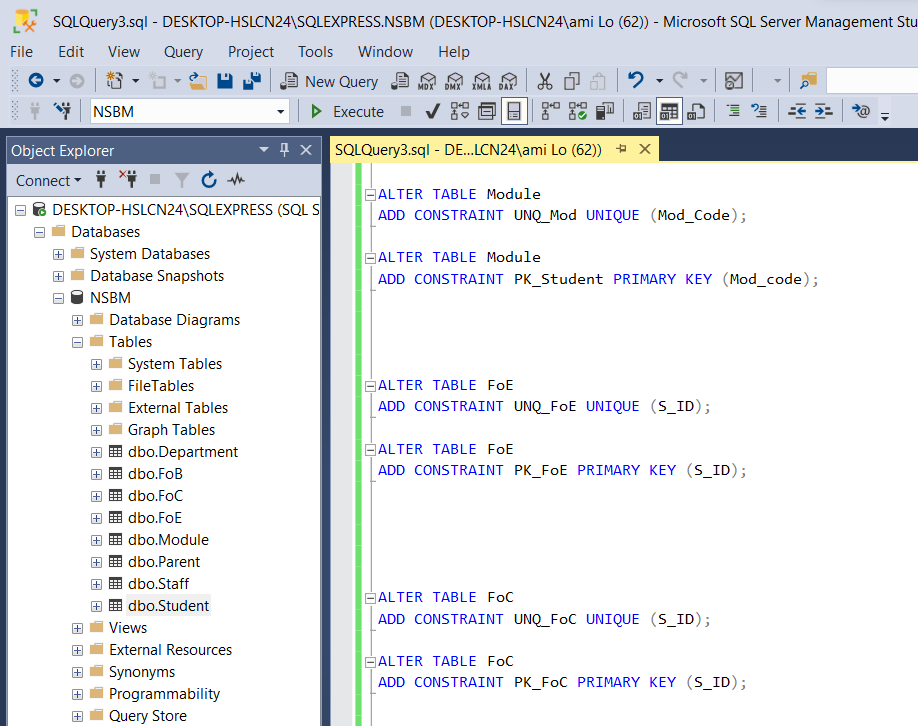 SQLQuery3.sql - DESKTOP-HSLCN24\SQLEXPRESS.NSBM (DESKTOP-HSLCN24\ami Lo (62)) - Microsoft SQL Server Management Stu
File Edit View Query Project Tools Window Help
New Query MDX DMX XMLA DAX
NSBM Execute
Object Explorer
Connect
DESKTOP-HSLCN24\SQLEXPRESS (SQL S
Databases
System Databases
Database Snapshots
NSBM
Database Diagrams
Tables
System Tables
FileTables
External Tables
Graph Tables
dbo.Department
dbo.FoB
dbo.FoC
dbo.FoE
dbo.Module
dbo.Parent
dbo.Staff
dbo.Student
Views
External Resources
Synonyms
Programmability
Query Store
SQLQuery3.sql - DE...LCN24\ami Lo (62))
ALTER TABLE Module
ADD CONSTRAINT UNQ_Mod UNIQUE (Mod_Code);
ALTER TABLE Module
ADD CONSTRAINT PK_Student PRIMARY KEY (Mod_code);
ALTER TABLE FoE
ADD CONSTRAINT UNQ_FoE UNIQUE (S_ID);
ALTER TABLE FoE
ADD CONSTRAINT PK_FoE PRIMARY KEY (S_ID);
ALTER TABLE FoC
ADD CONSTRAINT UNQ_FoC UNIQUE (S_ID);
ALTER TABLE FoC
ADD CONSTRAINT PK_FoC PRIMARY KEY (S_ID);